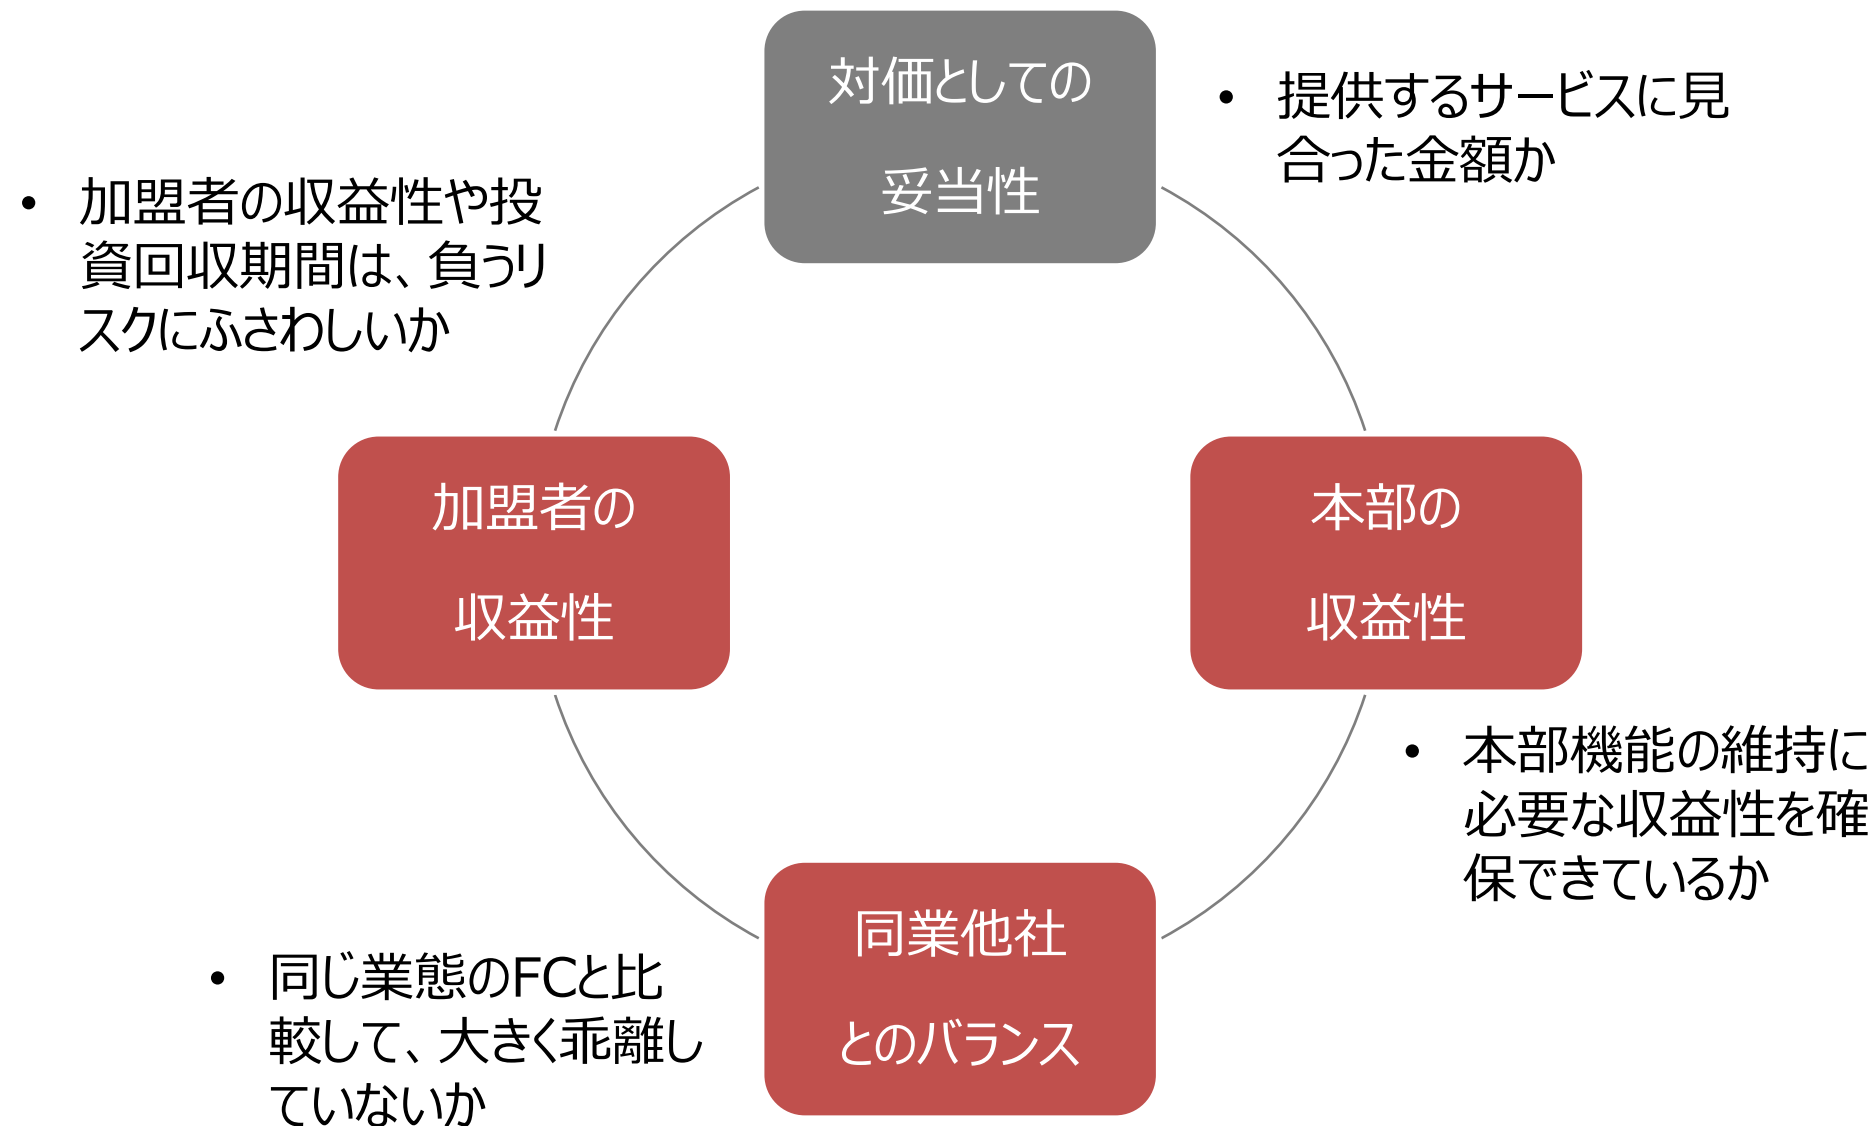 対価としての
妥当性
• 提供するサービスに見
合った金額か
• 加盟者の収益性や投
資回収期間は、負うリ
スクにふさわしいか
加盟者の
収益性
本部の
収益性
• 本部機能の維持に
必要な収益性を確
保できているか
同業他社
とのバランス
• 同じ業態のFCと比
較して、大きく乖離し
ていないか